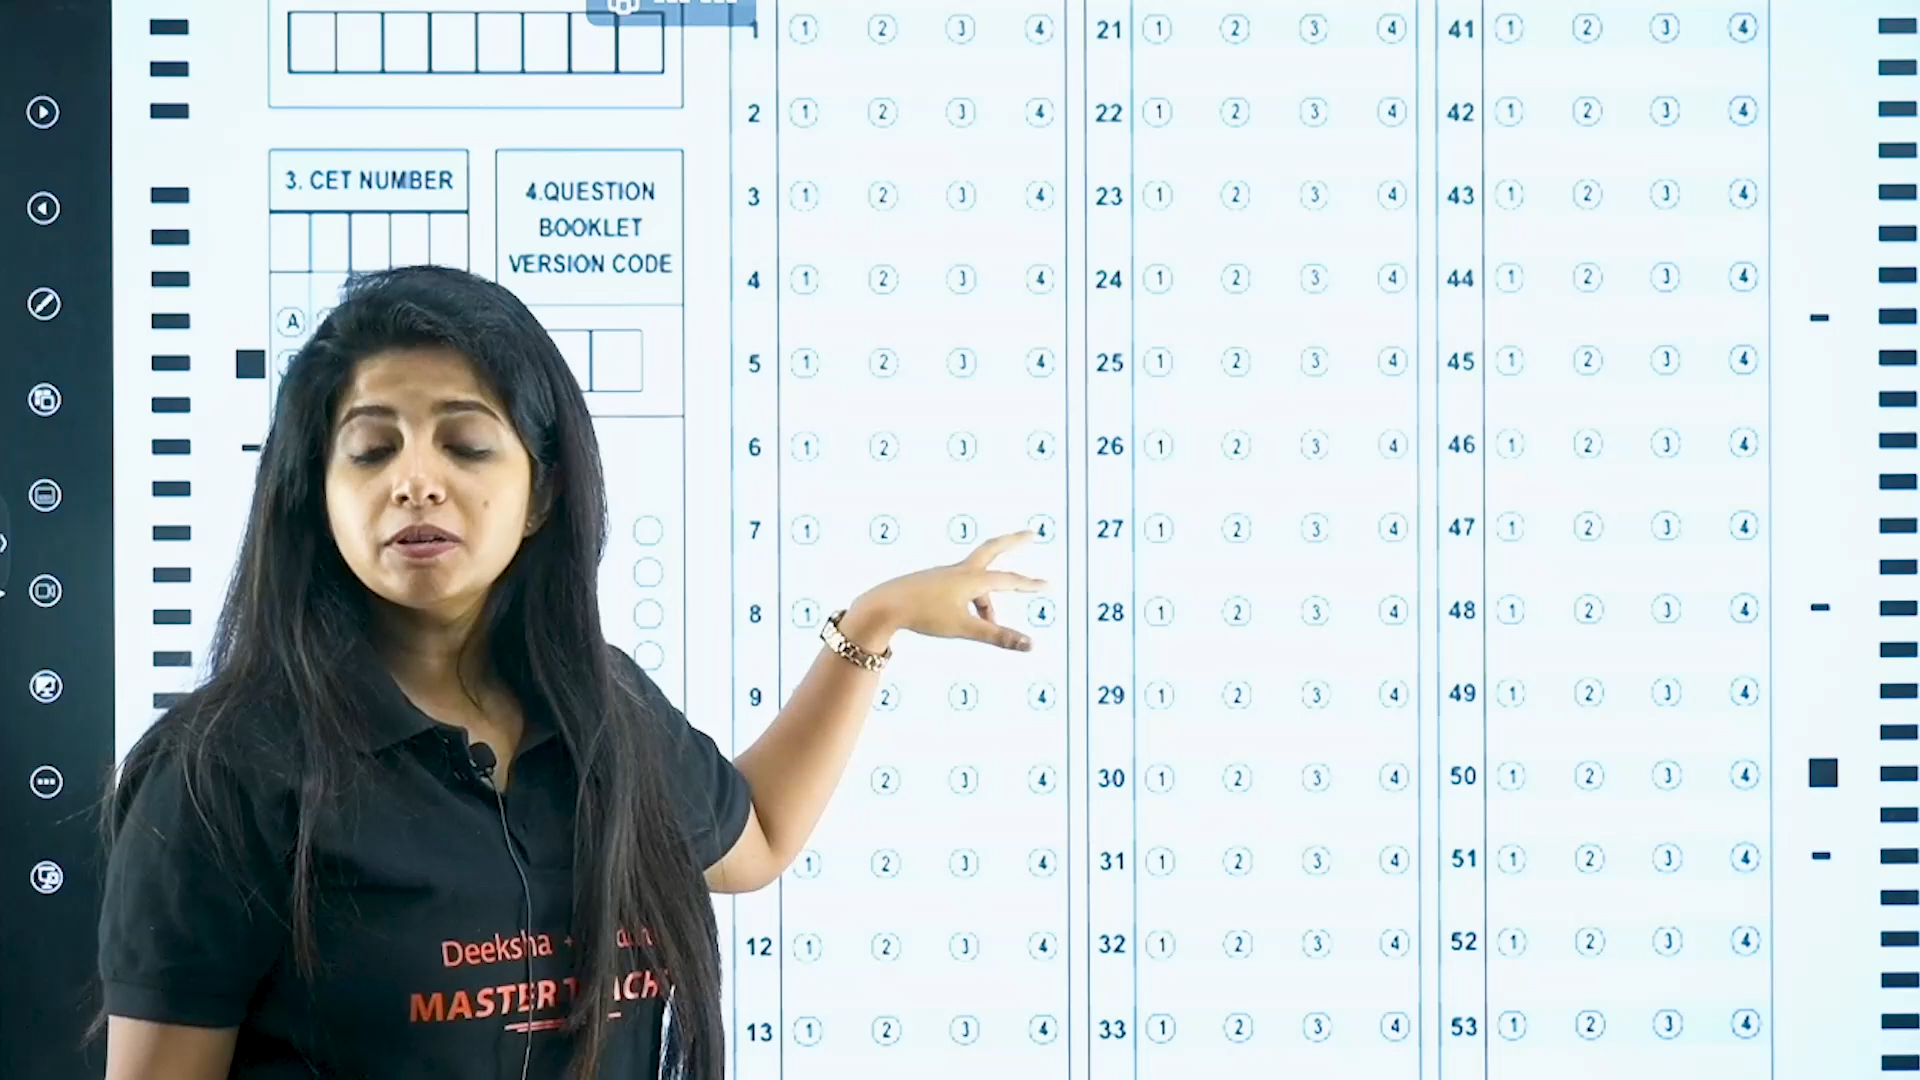 3. CET NUMBER
4.QUESTION
BOOKLET
VERSION CODE
A
1 1 2 3 4
2 1 2 3 4
3 1 2 3 4
4 1 2 3 4
5 1 2 3 4
6 1 2 3 4
7 1 2 3 4
8 1 4
9 2 3 4
2 3 4
1 2 3 4
12 1 2 3 4
13 1 2 3 4
21 1 2 3 4
22 1 2 3 4
23 1 2 3 4
24 1 2 3 4
25 1 2 3 4
26 1 2 3 4
27 1 2 3 4
28 1 2 3 4
29 1 2 3 4
30 1 2 3 4
31 1 2 3 4
32 1 2 3 4
33 1 2 3 4
41 1 2 3 4
42 1 2 3 4
43 1 2 3 4
44 1 2 3 4
45 1 2 3 4
46 1 2 3 4
47 1 2 3 4
48 1 2 3 4
49 1 2 3 4
50 1 2 3 4
51 1 2 3 4
52 1 2 3 4
53 1 2 3 4
Deeksha
MASTER